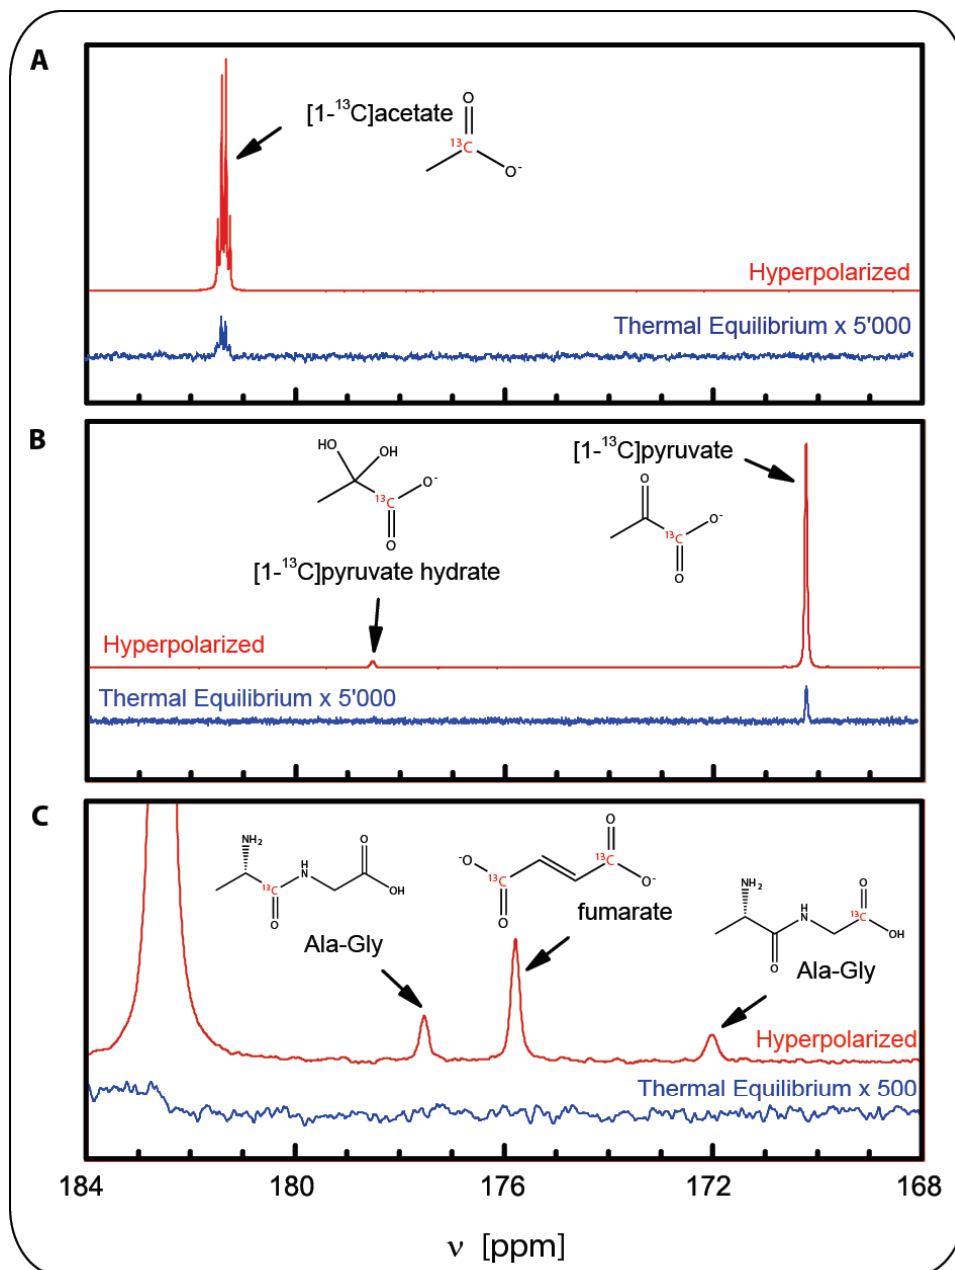 A
[1-¹³C]acetate
O
¹³C
O⁻
Hyperpolarized
Thermal Equilibrium x 5'000
B
HO
OH
O⁻
¹³C
O
[1-¹³C]pyruvate hydrate
[1-¹³C]pyruvate
O
O⁻
¹³C
O
Hyperpolarized
Thermal Equilibrium x 5'000
C
NH₂
O
H
N
¹³C
OH
O
Ala-Gly
O
⁻O
¹³C
¹³C
O⁻
O
fumarate
NH₂
O
H
N
¹³C
OH
O
Ala-Gly
Hyperpolarized
Thermal Equilibrium x 500
184 180 176 172 168
ν [ppm]